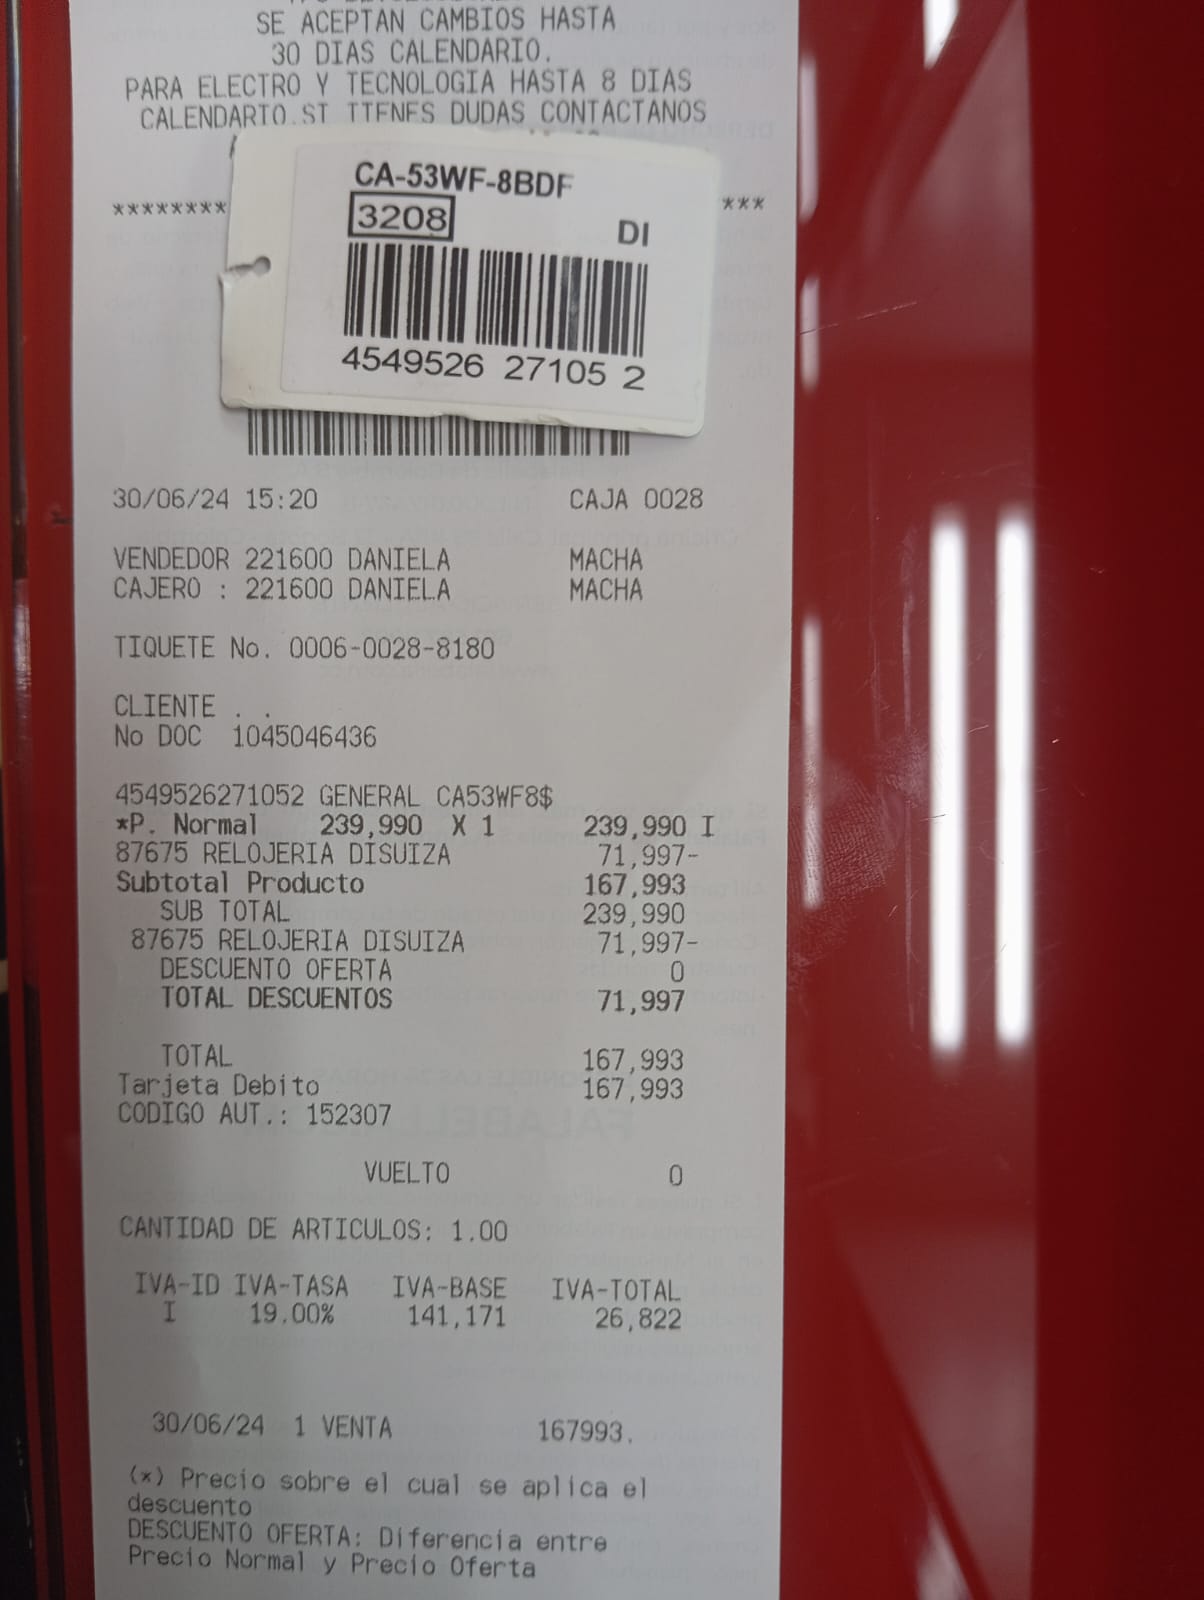 SE ACEPTAN CAMBIOS HASTA
30 DIAS CALENDARIO.
PARA ELECTRO Y TECNOLOGIA HASTA 8 DIAS
CALENDARIO.SI TIENES DUDAS CONTACTANOS
CA-53WF-8BDF
3208
DI
4549526 27105 2
******** ***
30/06/24 15:20 CAJA 0028
VENDEDOR 221600 DANIELA MACHA
CAJERO : 221600 DANIELA MACHA
TIQUETE No. 0006-0028-8180
CLIENTE . .
No DOC 1045046436
4549526271052 GENERAL CA53WF8$
*P. Normal 239,990 X 1 239,990 I
87675 RELOJERIA DISUIZA 71,997-
Subtotal Producto 167,993
SUB TOTAL 239,990
87675 RELOJERIA DISUIZA 71,997-
DESCUENTO OFERTA 0
TOTAL DESCUENTOS 71,997
TOTAL 167,993
Tarjeta Debito 167,993
CODIGO AUT.: 152307
VUELTO 0
CANTIDAD DE ARTICULOS: 1.00
IVA-ID IVA-TASA IVA-BASE IVA-TOTAL
I 19.00% 141,171 26,822
30/06/24 1 VENTA 167993.
(*) Precio sobre el cual se aplica el
descuento
DESCUENTO OFERTA: Diferencia entre
Precio Normal y Precio Oferta